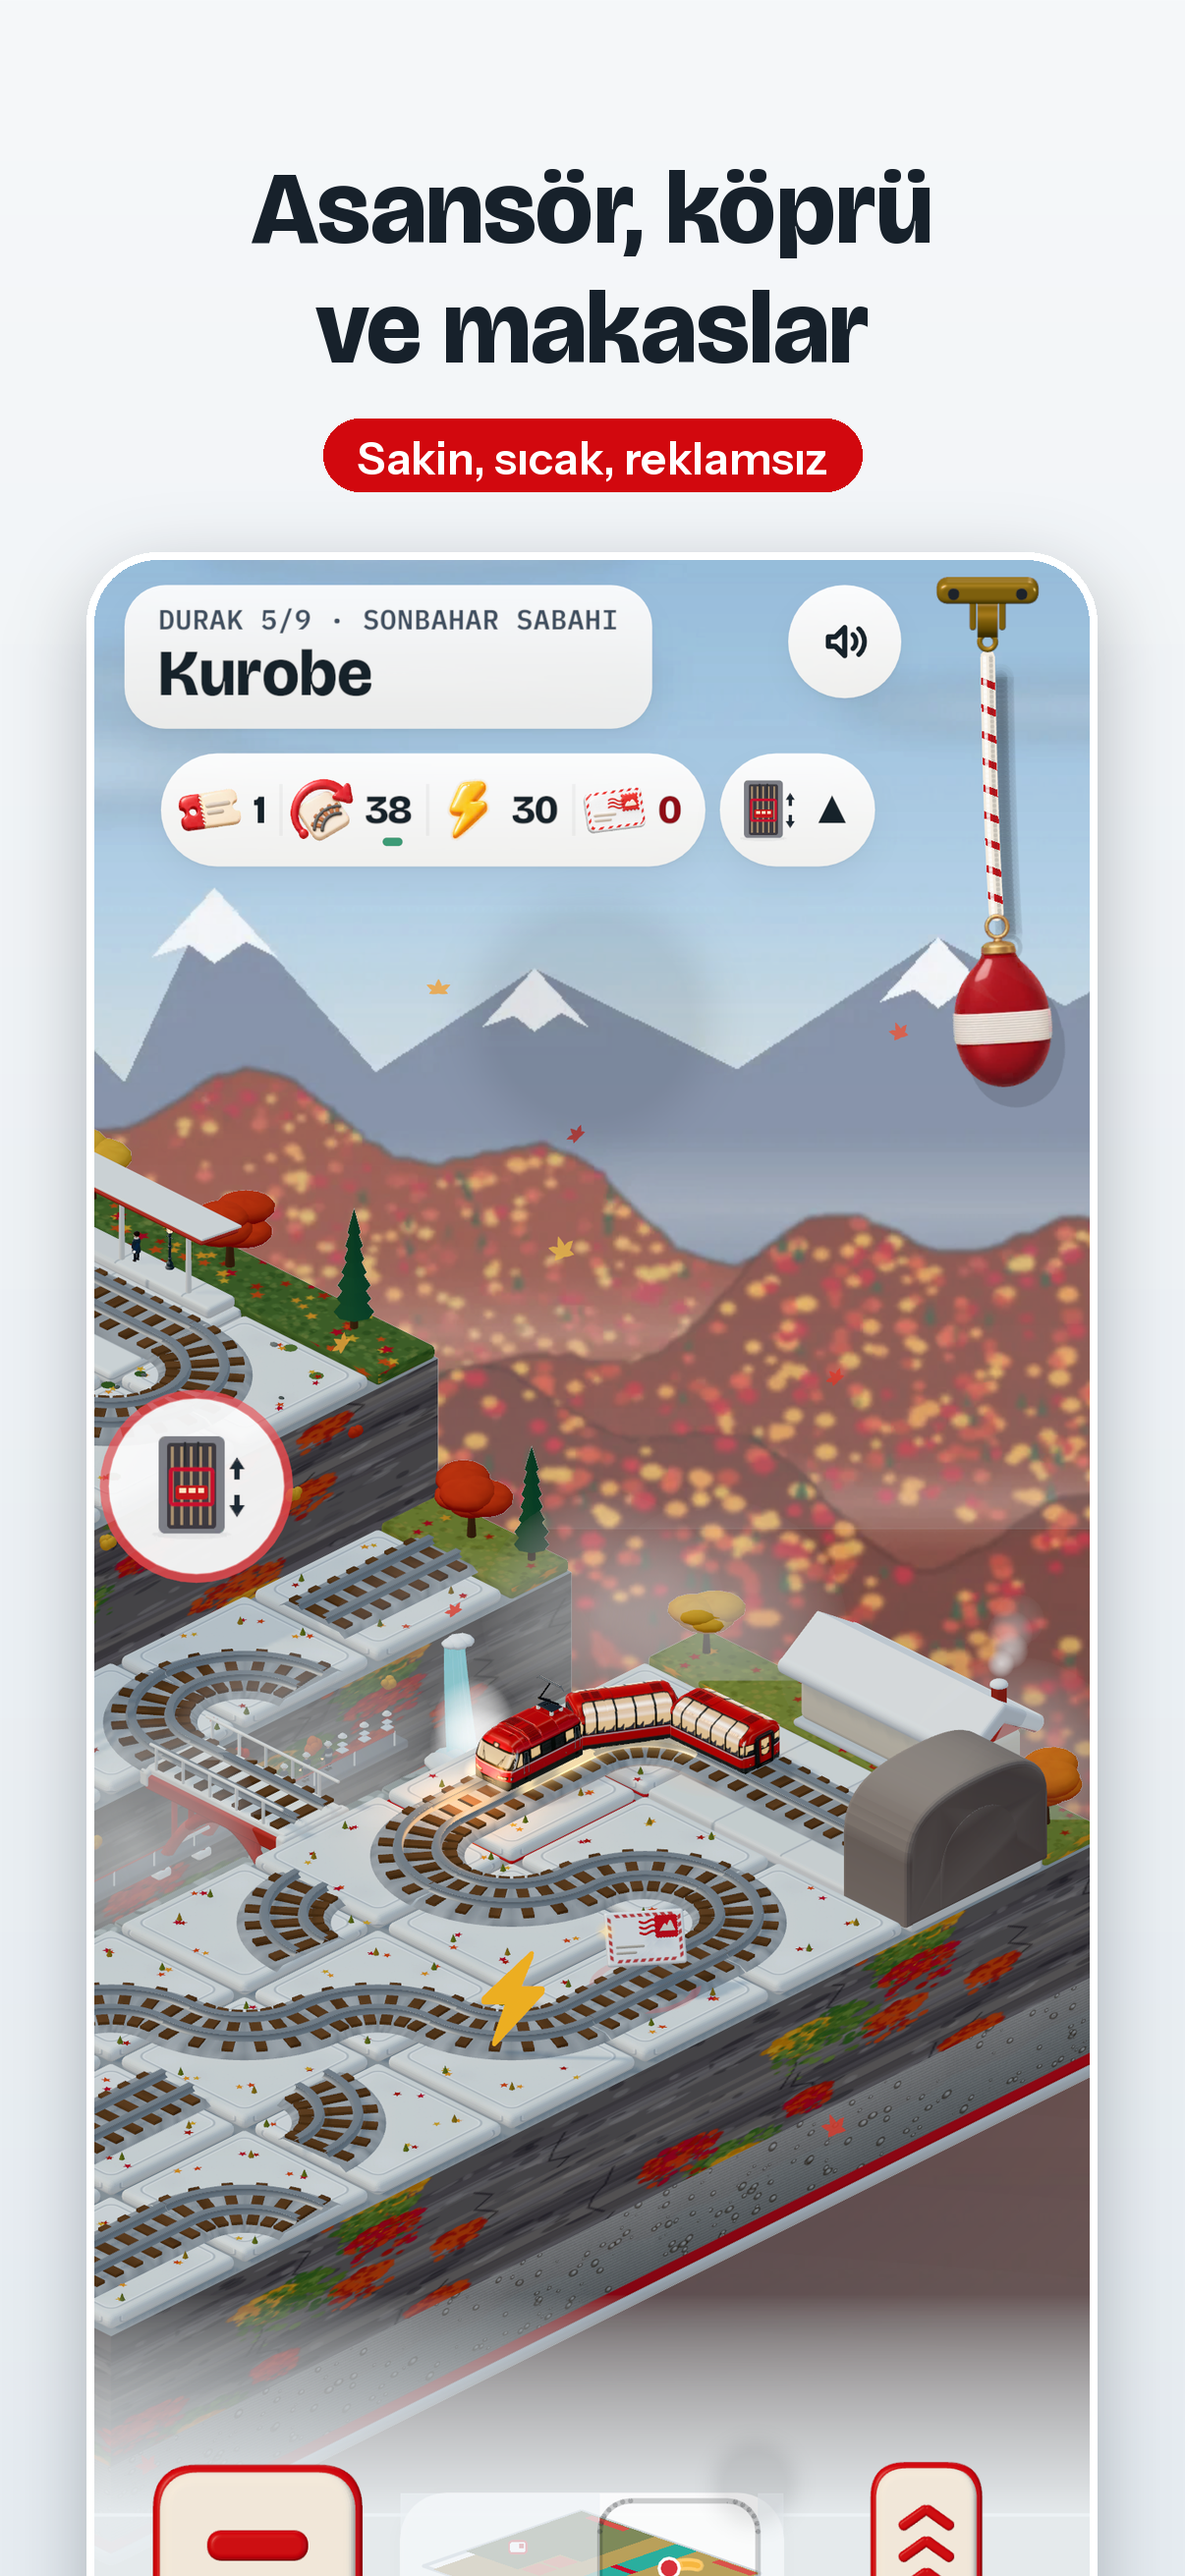 Asansör, köprü
ve makaslar
Sakin, sıcak, reklamsız
DURAK 5/9 · SONBAHAR SABAHI
Kurobe
1 38 30 0